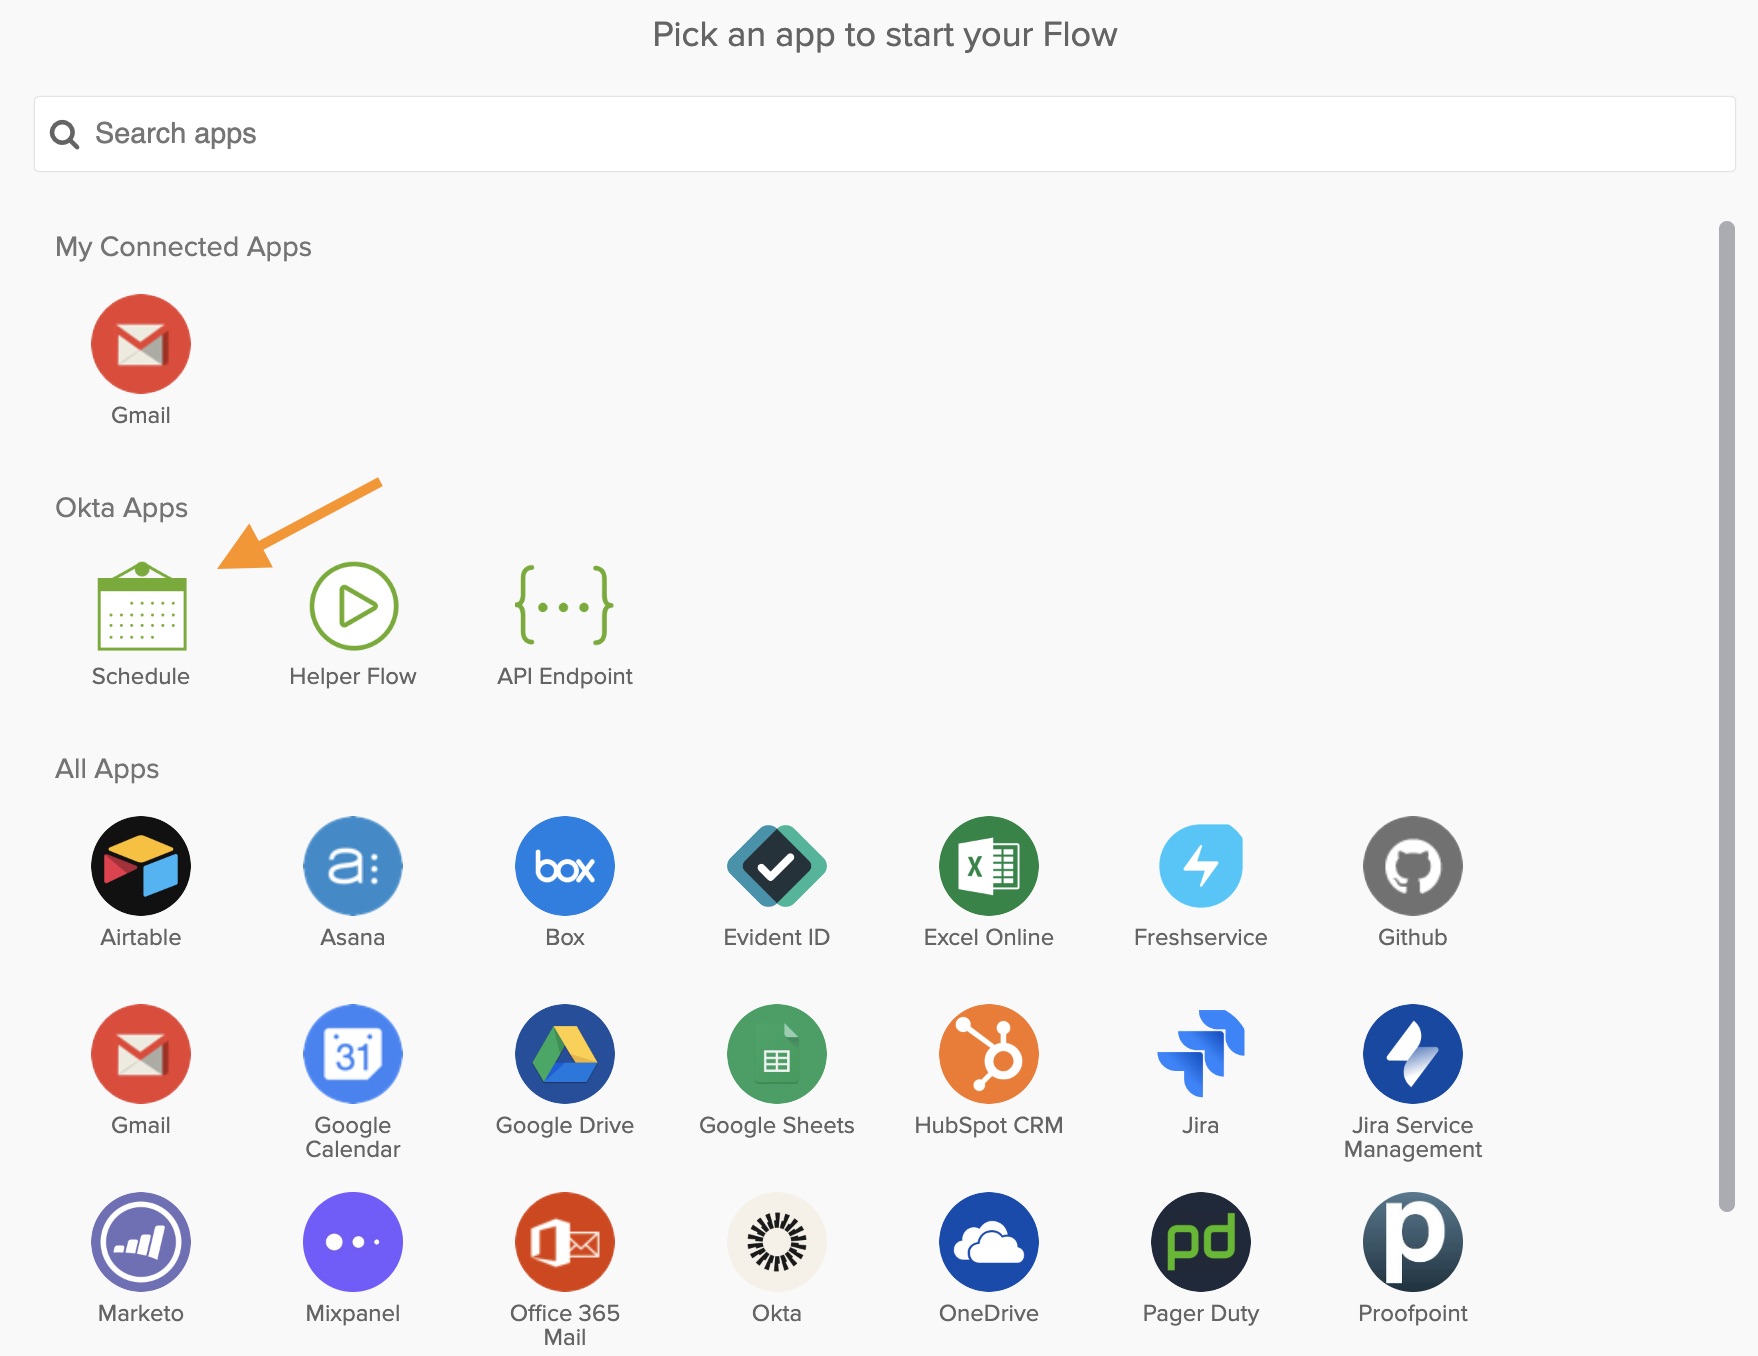 Pick an app to start your Flow
Search apps
My Connected Apps
Gmail
Okta Apps
Schedule
Helper Flow
API Endpoint
All Apps
a:
box
X
31
pd
p
Airtable
Asana
Box
Evident ID
Excel Online
Freshservice
Github
Gmail
Google
Calendar
Google Drive
Google Sheets
HubSpot CRM
Jira
Jira Service
Management
Marketo
Mixpanel
Office 365
Mail
Okta
OneDrive
Pager Duty
Proofpoint